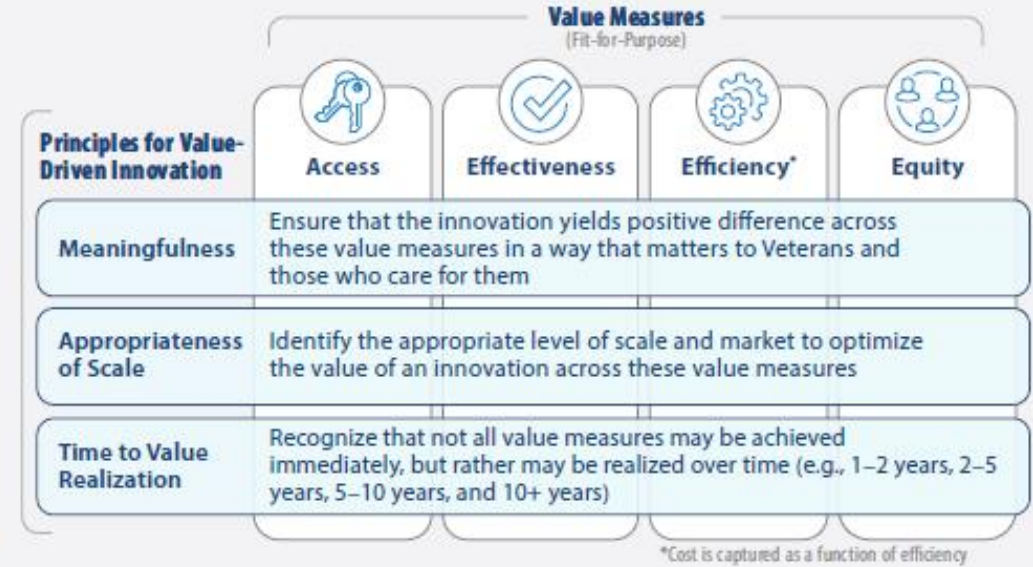 Value Measures
(Fit-for-Purpose)
Principles for Value-
Driven Innovation
Access
Effectiveness
Efficiency*
Equity
Meaningfulness
Ensure that the innovation yields positive difference across
these value measures in a way that matters to Veterans and
those who care for them
Appropriateness
of Scale
Identify the appropriate level of scale and market to optimize
the value of an innovation across these value measures
Time to Value
Realization
Recognize that not all value measures may be achieved
immediately, but rather may be realized over time (e.g., 1–2 years, 2–5
years, 5–10 years, and 10+ years)
*Cost is captured as a function of efficiency